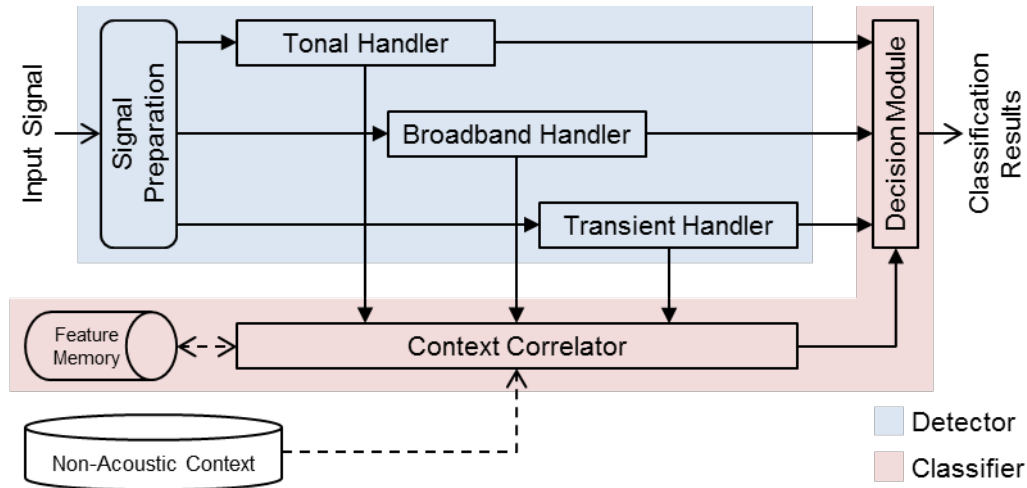 Input Signal
Signal
Preparation
Tonal Handler
Broadband Handler
Transient Handler
Decision Module
Classification
Results
Feature
Memory
Context Correlator
Non-Acoustic Context
Detector
Classifier